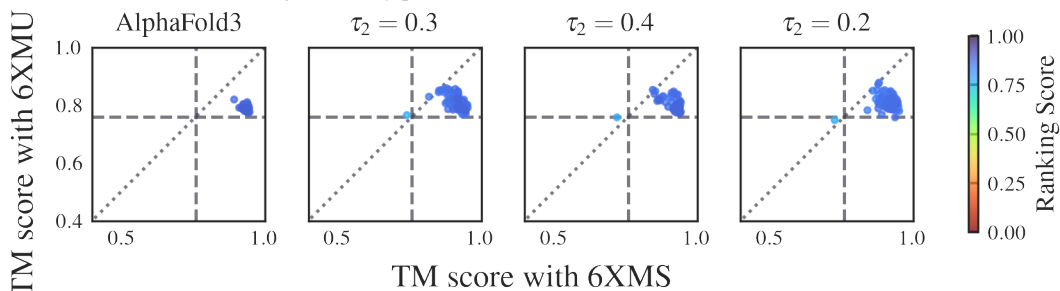 AlphaFold3
τ₂ = 0.3
τ₂ = 0.4
τ₂ = 0.2
TM score with 6XMU
1.0
0.8
0.6
0.4
0.5 1.0
0.5 1.0
0.5 1.0
0.5 1.0
TM score with 6XMS
1.00
0.75
0.50
0.25
0.00
Ranking Score